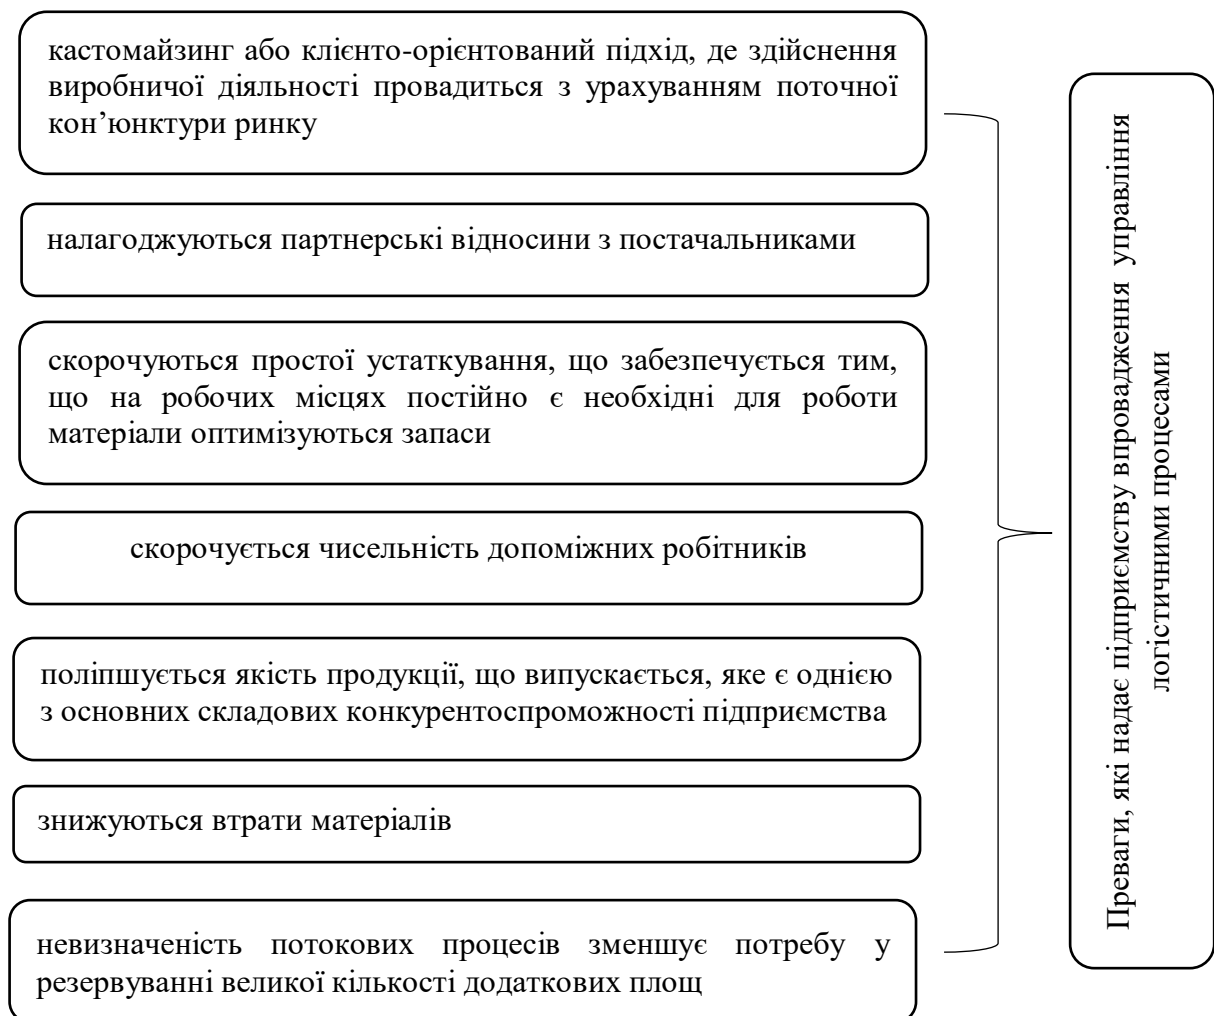 кастомайзинг або клієнто-орієнтований підхід, де здійснення
виробничої діяльності провадиться з урахуванням поточної
кон’юнктури ринку
налагоджуються партнерські відносини з постачальниками
скорочуються простої устаткування, що забезпечується тим,
що на робочих місцях постійно є необхідні для роботи
матеріали оптимізуються запаси
скорочується чисельність допоміжних робітників
поліпшується якість продукції, що випускається, яке є однією
з основних складових конкурентоспроможності підприємства
знижуються втрати матеріалів
невизначеність потокових процесів зменшує потребу у
резервуванні великої кількості додаткових площ
Преваги, які надає підприємству впровадження управління
логістичними процесами